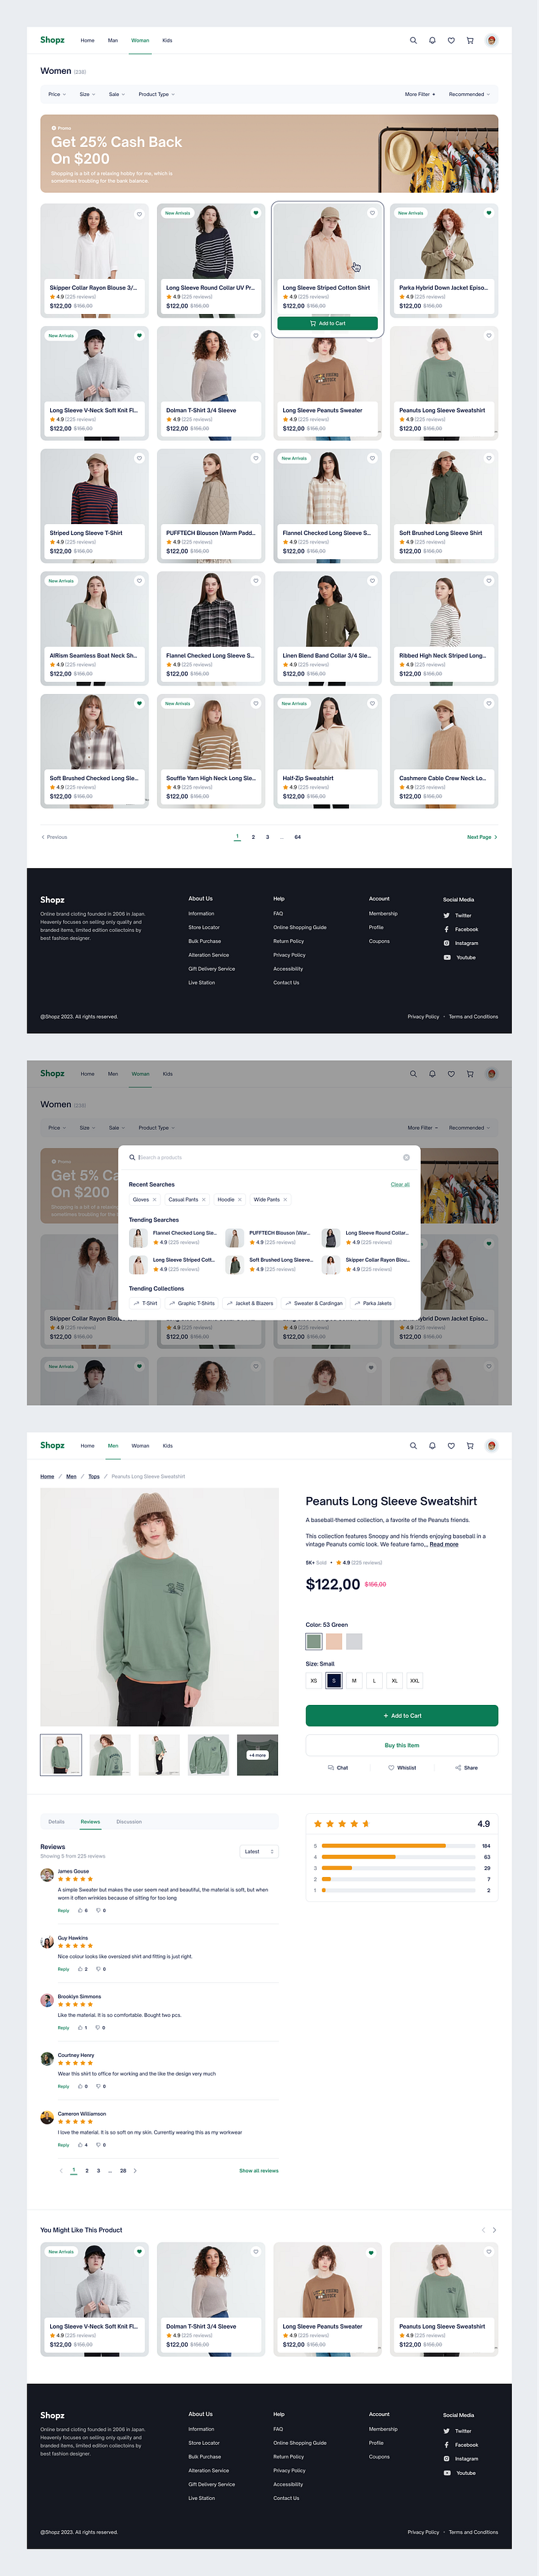 Shopz Home Man Woman Kids
Women (238)
Price Size Sale Product Type More Filter Recommended
Promo
Get 25% Cash Back
On $200
Shopping is a bit of a relaxing hobby for me, which is
sometimes troubling for the bank balance.
New Arrivals New Arrivals
Skipper Collar Rayon Blouse 3/... Long Sleeve Round Collar UV Pr... Long Sleeve Striped Cotton Shirt Parka Hybrid Down Jacket Episo...
4.9 (225 reviews) 4.9 (225 reviews) 4.9 (225 reviews) 4.9 (225 reviews)
$122,00 $166,00 $122,00 $166,00 $122,00 $166,00 $122,00 $166,00
Add to Cart
New Arrivals
Long Sleeve V-Neck Soft Knit Fl... Dolman T-Shirt 3/4 Sleeve Long Sleeve Peanuts Sweater Peanuts Long Sleeve Sweatshirt
4.9 (225 reviews) 4.9 (225 reviews) 4.9 (225 reviews) 4.9 (225 reviews)
$122,00 $166,00 $122,00 $166,00 $122,00 $166,00 $122,00 $166,00
New Arrivals
Striped Long Sleeve T-Shirt PUFFTECH Blouson (Warm Padd... Flannel Checked Long Sleeve S... Soft Brushed Long Sleeve Shirt
4.9 (225 reviews) 4.9 (225 reviews) 4.9 (225 reviews) 4.9 (225 reviews)
$122,00 $166,00 $122,00 $166,00 $122,00 $166,00 $122,00 $166,00
New Arrivals
AIRism Seamless Boat Neck Sh... Flannel Checked Long Sleeve S... Linen Blend Band Collar 3/4 Sle... Ribbed High Neck Striped Long...
4.9 (225 reviews) 4.9 (225 reviews) 4.9 (225 reviews) 4.9 (225 reviews)
$122,00 $166,00 $122,00 $166,00 $122,00 $166,00 $122,00 $166,00
New Arrivals New Arrivals
Soft Brushed Checked Long Sle... Souffle Yarn High Neck Long Sle... Half-Zip Sweatshirt Cashmere Cable Crew Neck Lo...
4.9 (225 reviews) 4.9 (225 reviews) 4.9 (225 reviews) 4.9 (225 reviews)
$122,00 $166,00 $122,00 $166,00 $122,00 $166,00 $122,00 $166,00
Previous 1 2 3 ... 64 Next Page
Shopz About Us Help Account Social Media
Online brand cloting founded in 2006 in Japan. Information FAQ Membership Twitter
Heavenly focuses on selling only quality and Store Locator Online Shopping Guide Profile Facebook
branded items, limited edition collectoins by Bulk Purchase Return Policy Coupons Instagram
best fashion designer. Alteration Service Privacy Policy Youtube
Gift Delivery Service Accessibility
Live Station Contact Us
@Shopz 2023. All rights reserved. Privacy Policy • Terms and Conditions
Shopz Home Men Woman Kids
Women (238)
Price Size Sale Product Type More Filter Recommended
Promo
Get 5% Ca
On $200
Search a products
Recent Searches Clear all
Gloves Casual Pants Hoodie Wide Pants
Trending Searches
Flannel Checked Long Sle... PUFFTECH Blouson (War... Long Sleeve Round Collar...
4.9 (225 reviews) 4.9 (225 reviews) 4.9 (225 reviews)
Long Sleeve Striped Cott... Soft Brushed Long Sleeve... Skipper Collar Rayon Blou...
4.9 (225 reviews) 4.9 (225 reviews) 4.9 (225 reviews)
Trending Collections
T-Shirt Graphic T-Shirts Jacket & Blazers Sweater & Cardingan Parka Jakets
Skipper Collar Rayon Blou ybrid Down Jacket Episo...
4.9 (225 reviews) 4.9 (225 reviews) 4.9 (225 reviews) 4.9 (225 reviews)
$122,00 $166,00 $122,00 $166,00 $122,00 $166,00 $122,00 $166,00
New Arrivals
Shopz Home Men Woman Kids
Home / Men / Tops / Peanuts Long Sleeve Sweatshirt
Peanuts Long Sleeve Sweatshirt
A baseball-themed collection, a favorite of the Peanuts friends.
This collection features Snoopy and his friends enjoying baseball in a
vintage Peanuts comic look. We feature famo... Read more
5K+ Sold • 4.9 (225 reviews)
$122,00 $166,00
Color: 53 Green
Size: Small
XS S M L XL XXL
+ Add to Cart
Buy this Item
Chat Whislist Share
+4 more
Details Reviews Discussion
Reviews
Showing 5 from 225 reviews
Latest
James Gouse
A simple Sweater but makes the user seem neat and beautiful, the material is soft, but when
worn it often wrinkles because of sitting for too long
Reply 6 0
Guy Hawkins
Nice colour looks like oversized shirt and fitting is just right.
Reply 2 0
Brooklyn Simmons
Like the material. It is so comfortable. Bought two pcs.
Reply 1 0
Courtney Henry
Wear this shirt to office for working and the like the design very much
Reply 0 0
Cameron Williamson
I love the material. It is so soft on my skin. Currently wearing this as my workwear
Reply 4 0
1 2 3 ... 28 Show all reviews
4.9
5 184
4 63
3 29
2 7
1 2
You Might Like This Product
New Arrivals
Long Sleeve V-Neck Soft Knit Fl... Dolman T-Shirt 3/4 Sleeve Long Sleeve Peanuts Sweater Peanuts Long Sleeve Sweatshirt
4.9 (225 reviews) 4.9 (225 reviews) 4.9 (225 reviews) 4.9 (225 reviews)
$122,00 $166,00 $122,00 $166,00 $122,00 $166,00 $122,00 $166,00
Shopz About Us Help Account Social Media
Online brand cloting founded in 2006 in Japan. Information FAQ Membership Twitter
Heavenly focuses on selling only quality and Store Locator Online Shopping Guide Profile Facebook
branded items, limited edition collectoins by Bulk Purchase Return Policy Coupons Instagram
best fashion designer. Alteration Service Privacy Policy Youtube
Gift Delivery Service Accessibility
Live Station Contact Us
@Shopz 2023. All rights reserved. Privacy Policy • Terms and Conditions